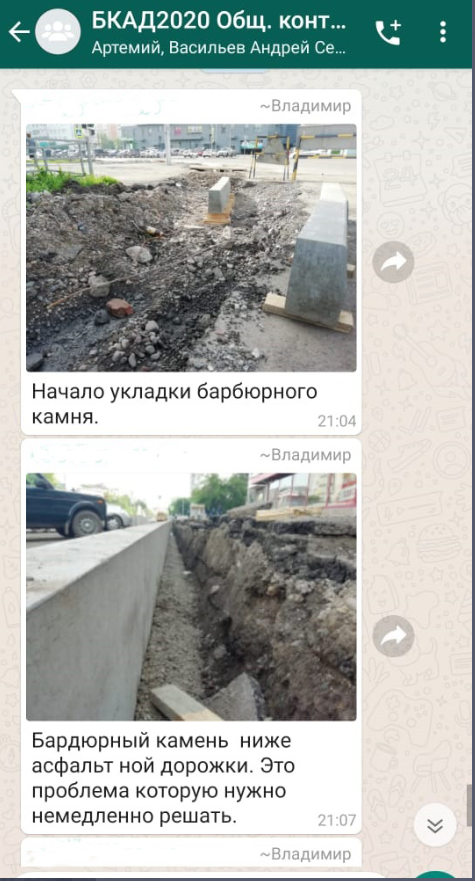 БКАД2020 Общ. конт...
Артемий, Васильев Андрей Се...
~Владимир
Начало укладки барбюрного
камня.
21:04
~Владимир
Бардюрный камень ниже
асфальт ной дорожки. Это
проблема которую нужно
немедленно решать.
21:07
~Владимир